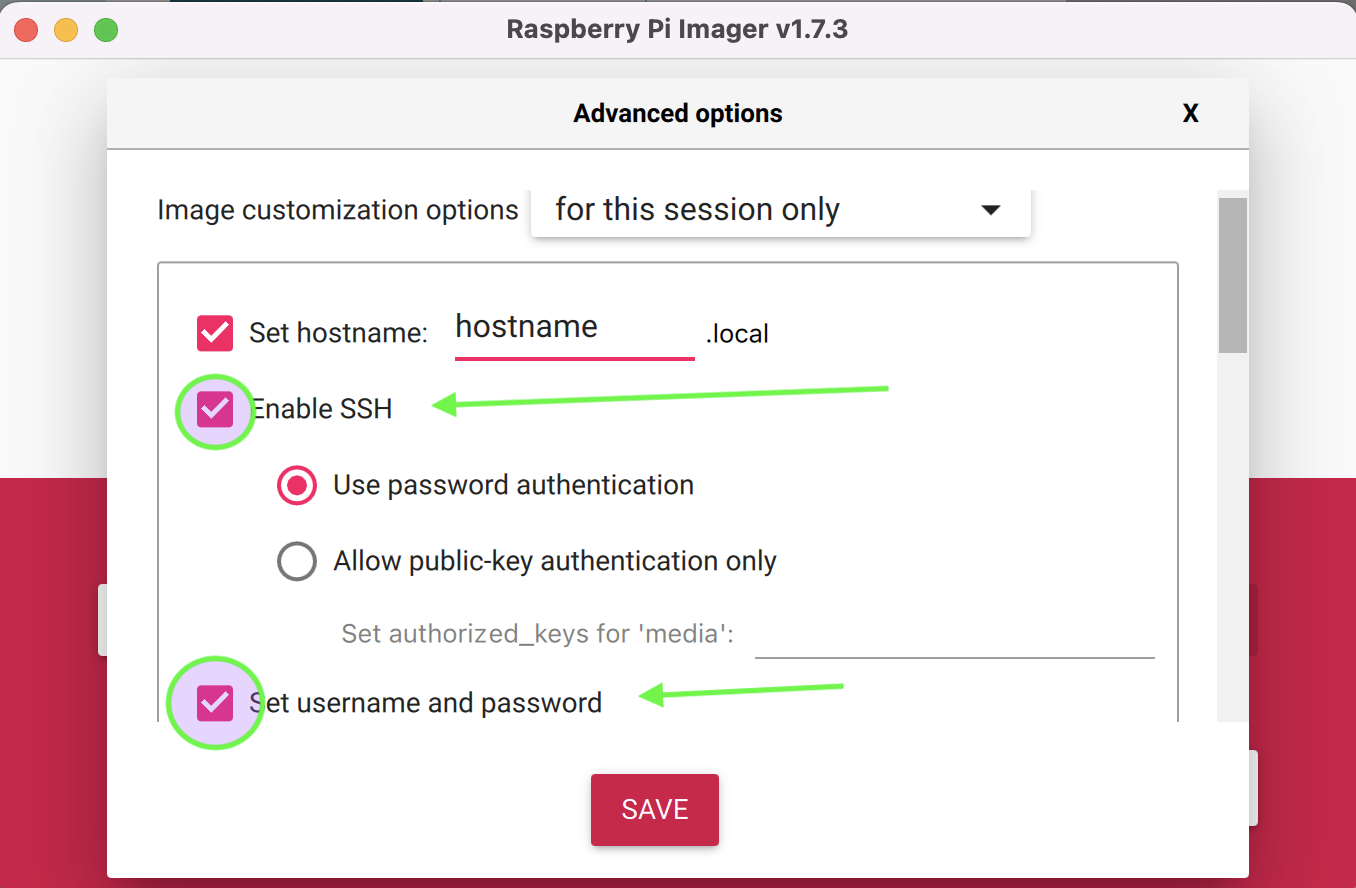 Raspberry Pi Imager v1.7.3
Advanced options X
Image customization options for this session only
Set hostname: hostname .local
Enable SSH
Use password authentication
Allow public-key authentication only
Set authorized_keys for 'media':
Set username and password
SAVE